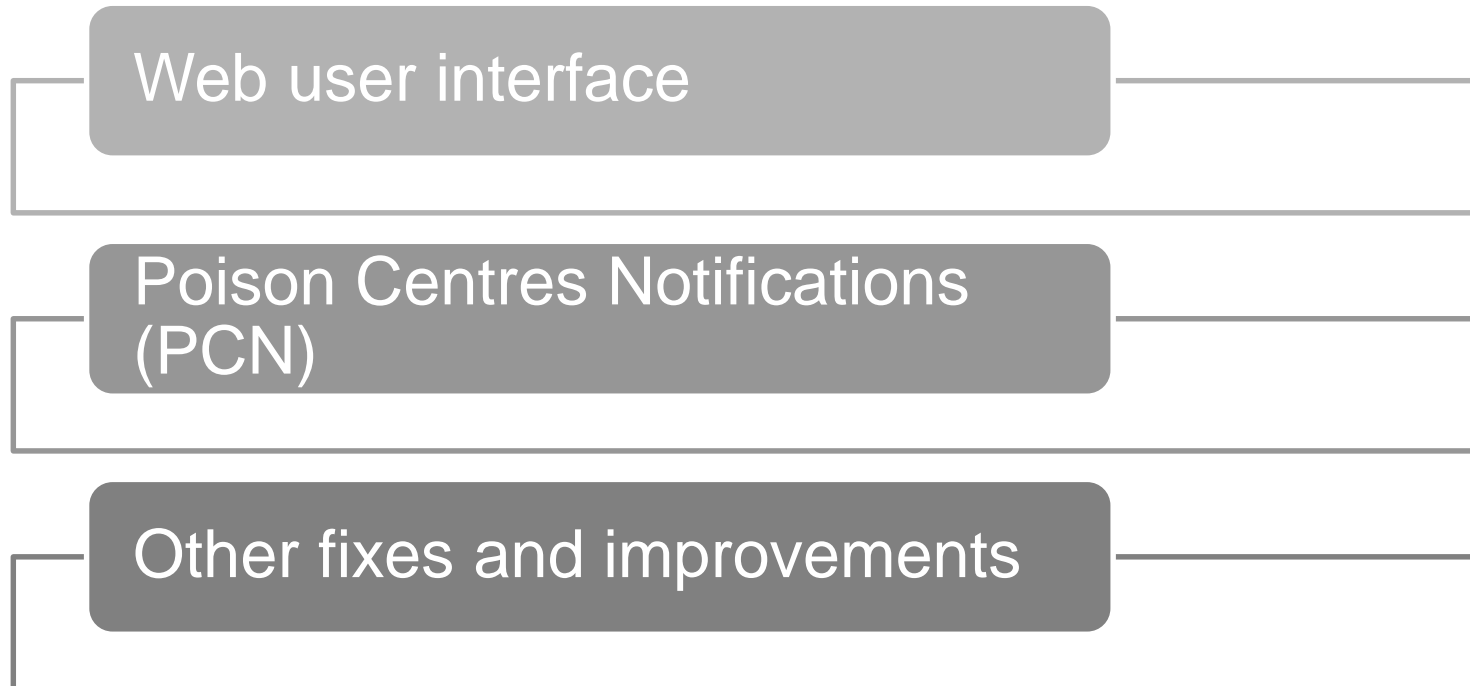 Web user interface
Poison Centres Notifications
(PCN)
Other fixes and improvements